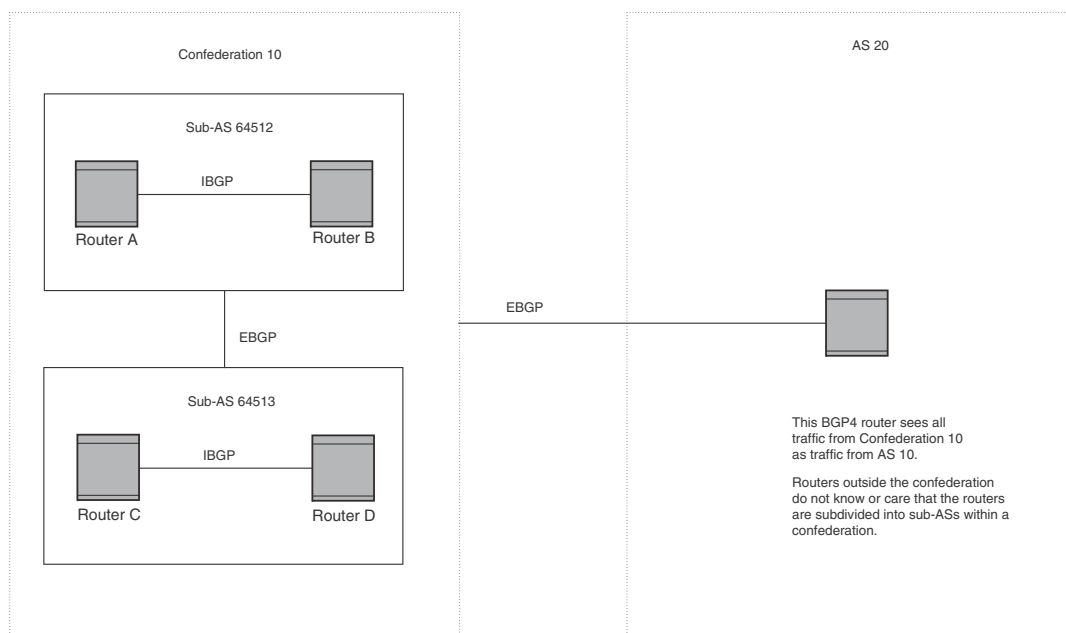 Confederation 10
AS 20
Sub-AS 64512
IBGP
Router A
Router B
EBGP
EBGP
Sub-AS 64513
IBGP
Router C
Router D
This BGP4 router sees all
traffic from Confederation 10
as traffic from AS 10.
Routers outside the confederation
do not know or care that the routers
are subdivided into sub-ASs within a
confederation.